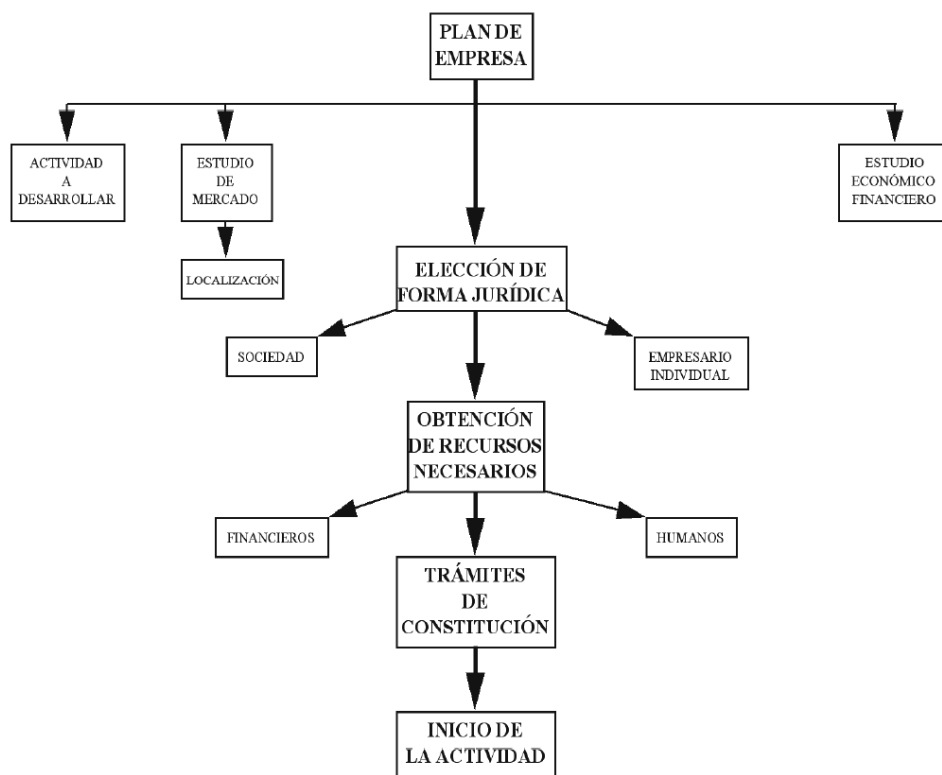 PLAN DE
EMPRESA
ACTIVIDAD
A
DESARROLLAR
ESTUDIO
DE
MERCADO
ESTUDIO
ECONÓMICO
FINANCIERO
LOCALIZACIÓN
ELECCIÓN DE
FORMA JURÍDICA
SOCIEDAD
EMPRESARIO
INDIVIDUAL
OBTENCIÓN
DE RECURSOS
NECESARIOS
FINANCIEROS
HUMANOS
TRÁMITES
DE
CONSTITUCIÓN
INICIO DE
LA ACTIVIDAD